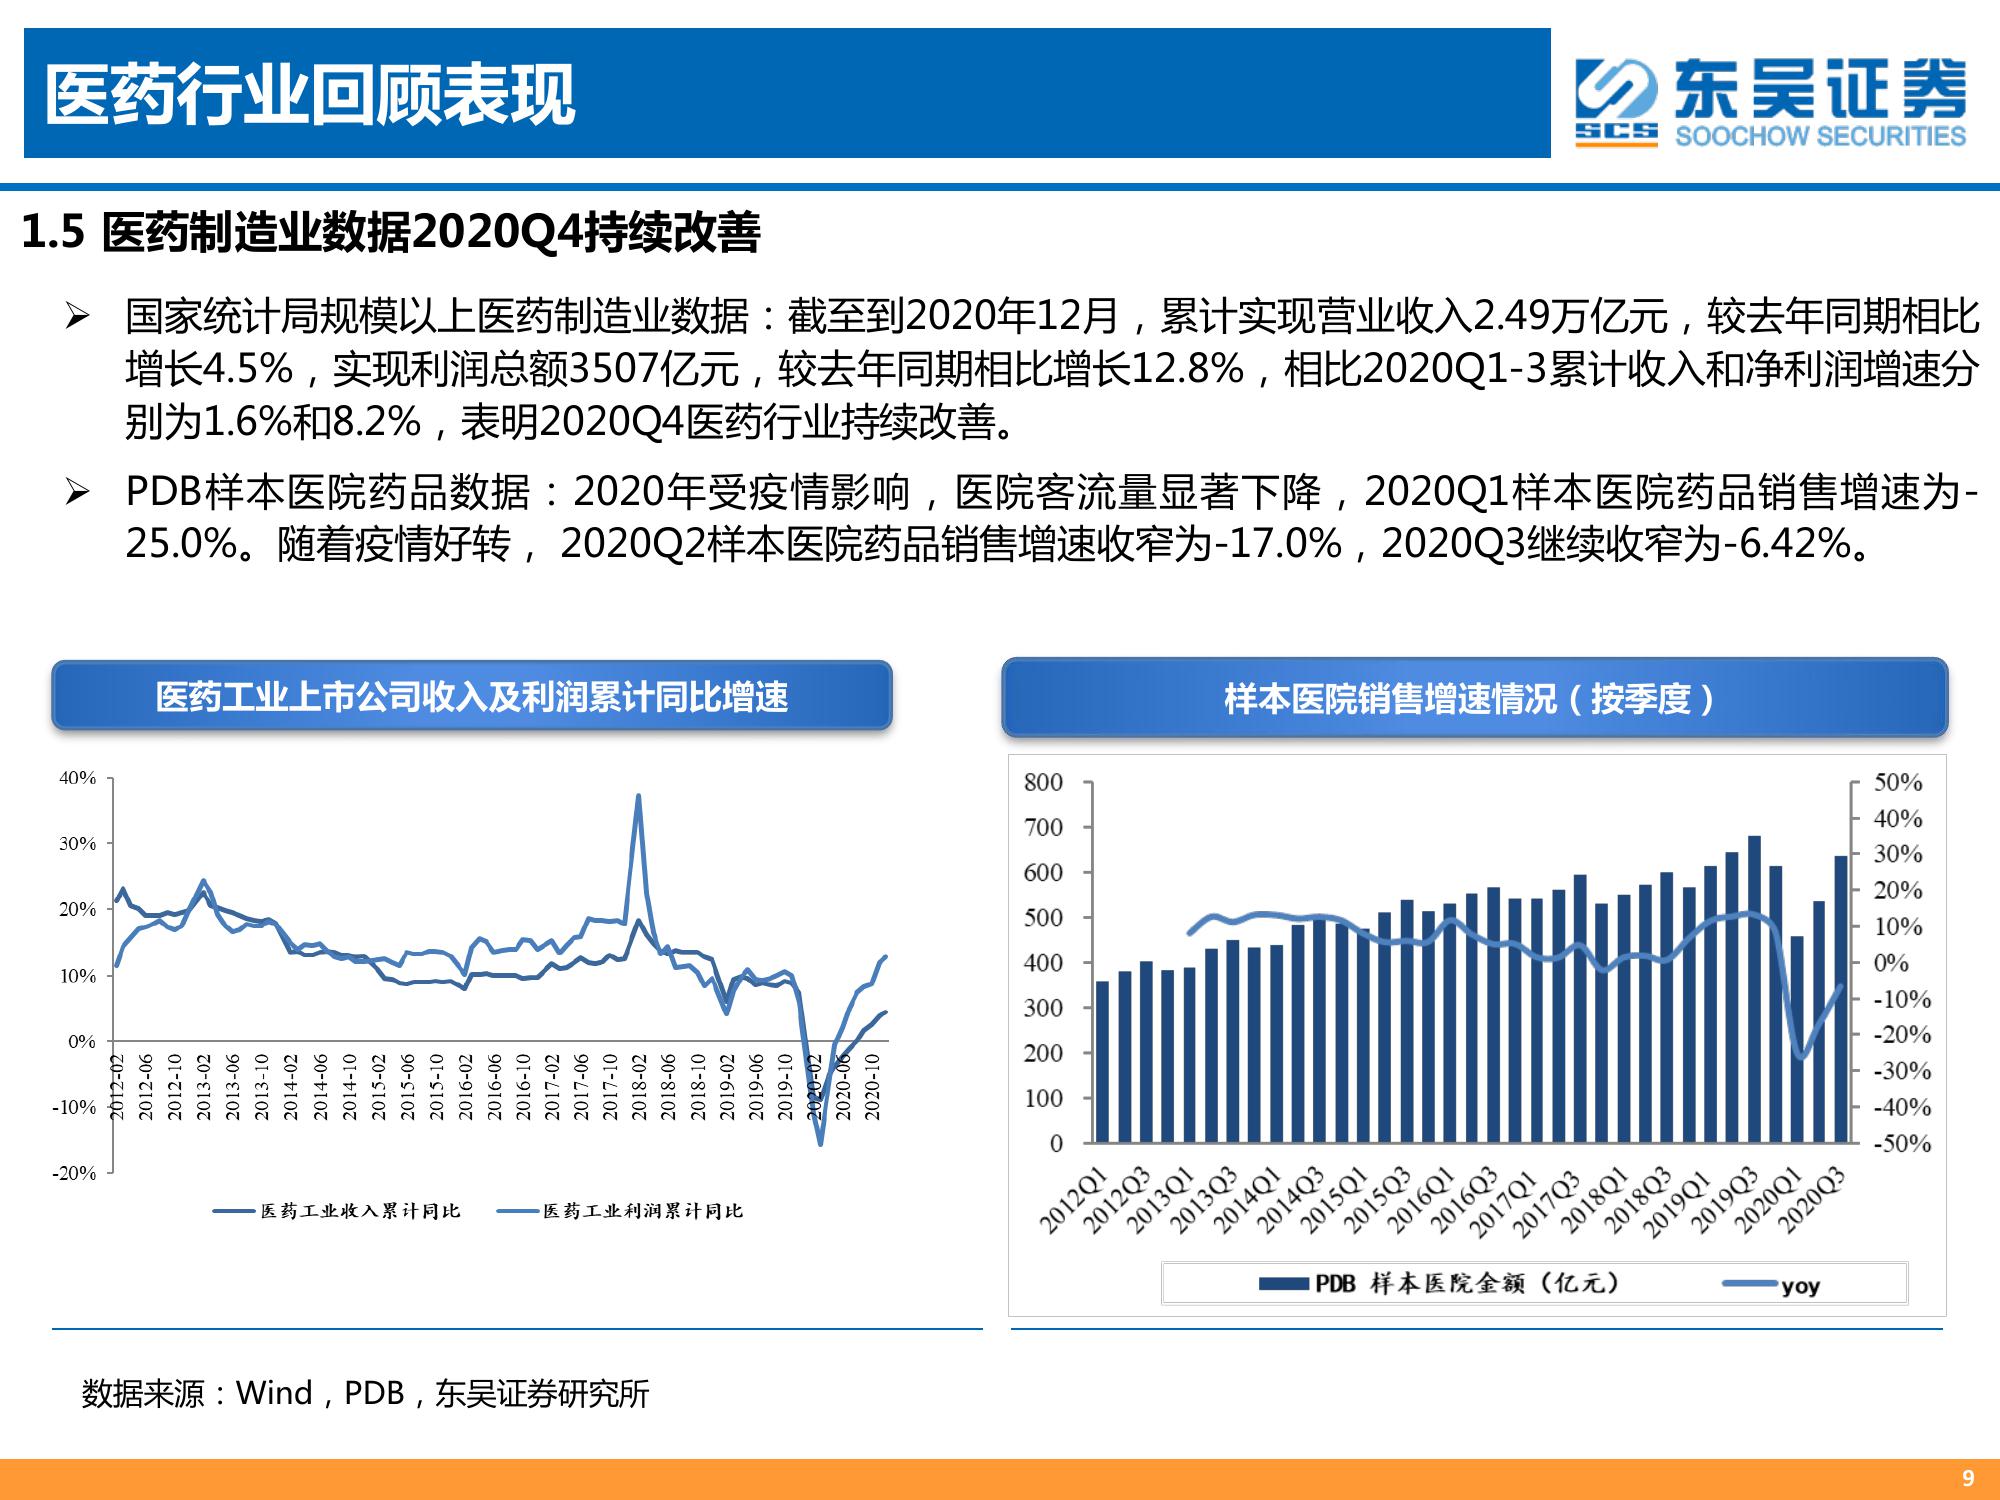 医药行业回顾表现
东吴证券
SCS
SOOCHOW SECURITIES
1.5 医药制造业数据2020Q4持续改善
➢ 国家统计局规模以上医药制造业数据：截至到2020年12月，累计实现营业收入2.49万亿元，较去年同期相比
增长4.5%，实现利润总额3507亿元，较去年同期相比增长12.8%，相比2020Q1-3累计收入和净利润增速分
别为1.6%和8.2%，表明2020Q4医药行业持续改善。
➢ PDB样本医院药品数据：2020年受疫情影响，医院客流量显著下降，2020Q1样本医院药品销售增速为-
25.0%。随着疫情好转， 2020Q2样本医院药品销售增速收窄为-17.0%，2020Q3继续收窄为-6.42%。
医药工业上市公司收入及利润累计同比增速
40%
30%
20%
10%
0%
-10%
-20%
2012-02 2012-06 2012-10 2013-02 2013-06 2013-10 2014-02 2014-06 2014-10 2015-02 2015-06 2015-10 2016-02 2016-06 2016-10 2017-02 2017-06 2017-10 2018-02 2018-06 2018-10 2019-02 2019-06 2019-10 2020-02 2020-06 2020-10
医药工业收入累计同比 医药工业利润累计同比
样本医院销售增速情况（按季度）
800
700
600
500
400
300
200
100
0
50%
40%
30%
20%
10%
0%
-10%
-20%
-30%
-40%
-50%
2012Q1 2012Q3 2013Q1 2013Q3 2014Q1 2014Q3 2015Q1 2015Q3 2016Q1 2016Q3 2017Q1 2017Q3 2018Q1 2018Q3 2019Q1 2019Q3 2020Q1 2020Q3
PDB 样本医院金额（亿元） yoy
数据来源：Wind，PDB，东吴证券研究所
9